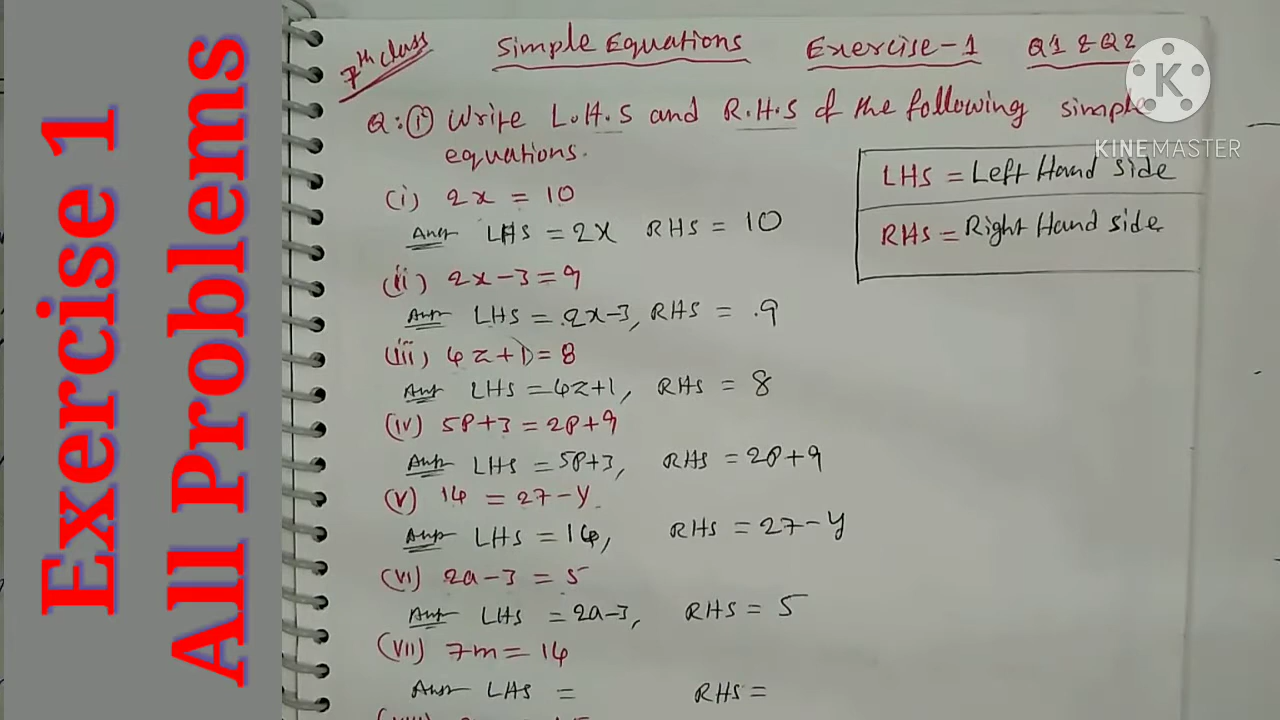 Exercise 1
All Problems
7th class
Simple Equations Exercise-1 Q1 & Q2
K
KINEMASTER
Q:① Write L.H.S and R.H.S of the following simple
equations.
LHS = Left Hand side
RHS = Right Hand side
(i) 2x = 10
Ans LHS = 2x RHS = 10
(ii) 2x-3=9
Ans LHS = 2x-3, RHS = .9
(iii) 4z+1=8
Ans LHS = 4z+1, RHS = 8
(iv) 5p+3=2p+9
Ans LHS = 5p+3, RHS = 2p+9
(v) 14 = 27-y.
Ans LHS = 14, RHS = 27-y
(vi) 2a-3 = 5
Ans LHS = 2a-3, RHS = 5
(vii) 7m = 14
Ans LHS = RHS =